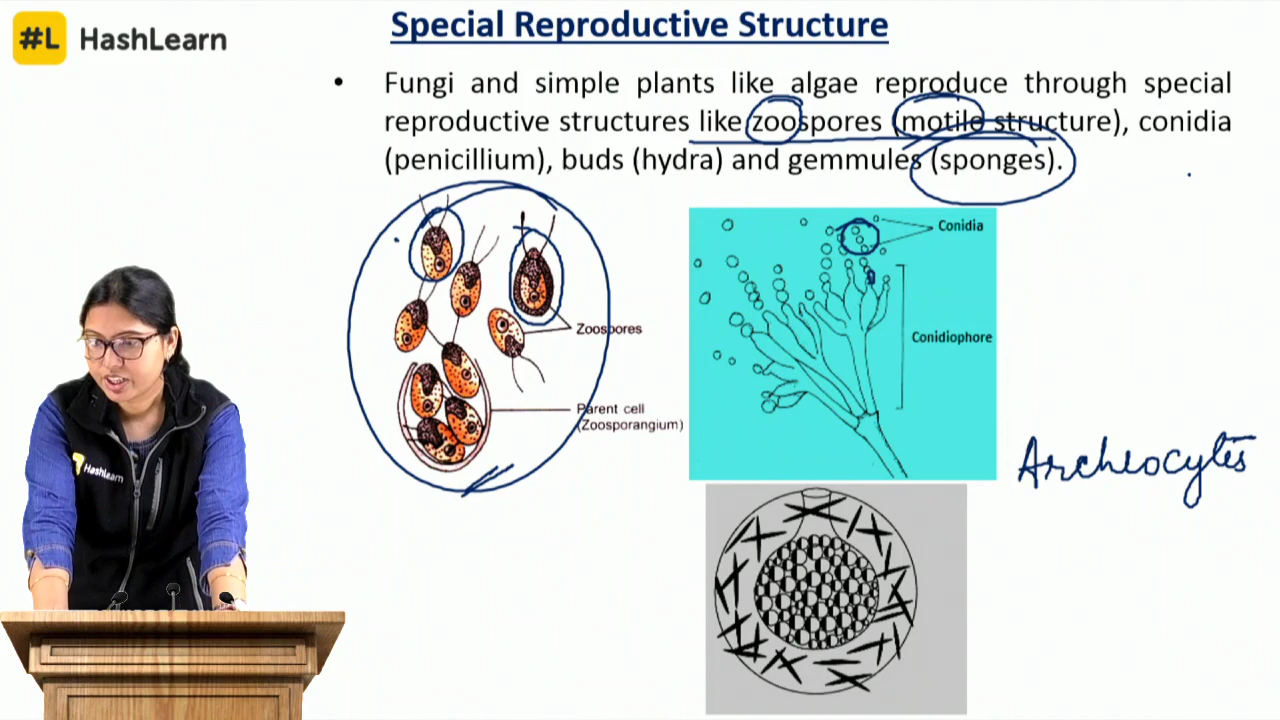 #L HashLearn
Special Reproductive Structure
• Fungi and simple plants like algae reproduce through special
reproductive structures like zoospores (motile structure), conidia
(penicillium), buds (hydra) and gemmules (sponges).
Zoospores
Parent cell
(Zoosporangium)
Conidia
Conidiophore
Archeocytes
HashLearn